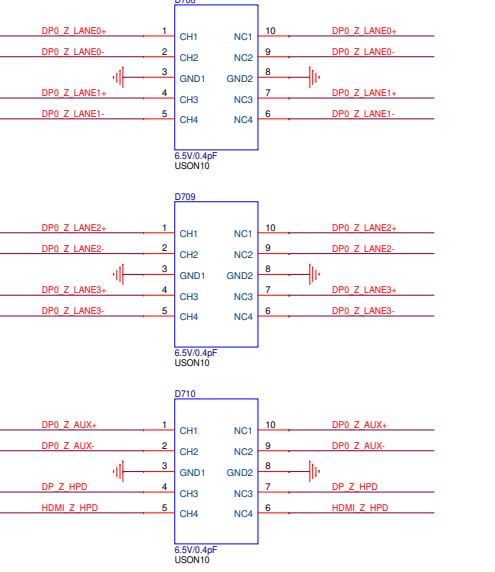 D708
DP0_Z_LANE0+ 1 CH1 NC1 10 DP0_Z_LANE0+
DP0_Z_LANE0- 2 CH2 NC2 9 DP0_Z_LANE0-
3 GND1 GND2 8
DP0_Z_LANE1+ 4 CH3 NC3 7 DP0_Z_LANE1+
DP0_Z_LANE1- 5 CH4 NC4 6 DP0_Z_LANE1-
6.5V/0.4pF
USON10
D709
DP0_Z_LANE2+ 1 CH1 NC1 10 DP0_Z_LANE2+
DP0_Z_LANE2- 2 CH2 NC2 9 DP0_Z_LANE2-
3 GND1 GND2 8
DP0_Z_LANE3+ 4 CH3 NC3 7 DP0_Z_LANE3+
DP0_Z_LANE3- 5 CH4 NC4 6 DP0_Z_LANE3-
6.5V/0.4pF
USON10
D710
DP0_Z_AUX+ 1 CH1 NC1 10 DP0_Z_AUX+
DP0_Z_AUX- 2 CH2 NC2 9 DP0_Z_AUX-
3 GND1 GND2 8
DP_Z_HPD 4 CH3 NC3 7 DP_Z_HPD
HDMI_Z_HPD 5 CH4 NC4 6 HDMI_Z_HPD
6.5V/0.4pF
USON10